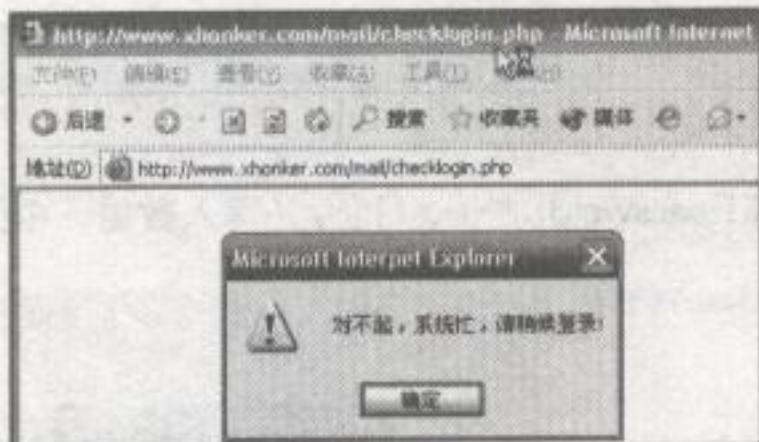 http://www.xhonker.com/mail/checklogin.php - Microsoft Internet
文件(F) 编辑(E) 查看(V) 收藏(A) 工具(T)
后退 搜索 收藏夹 媒体
地址(D) http://www.xhonker.com/mail/checklogin.php
Microsoft Internet Explorer
对不起，系统忙，请稍候登录!
确定